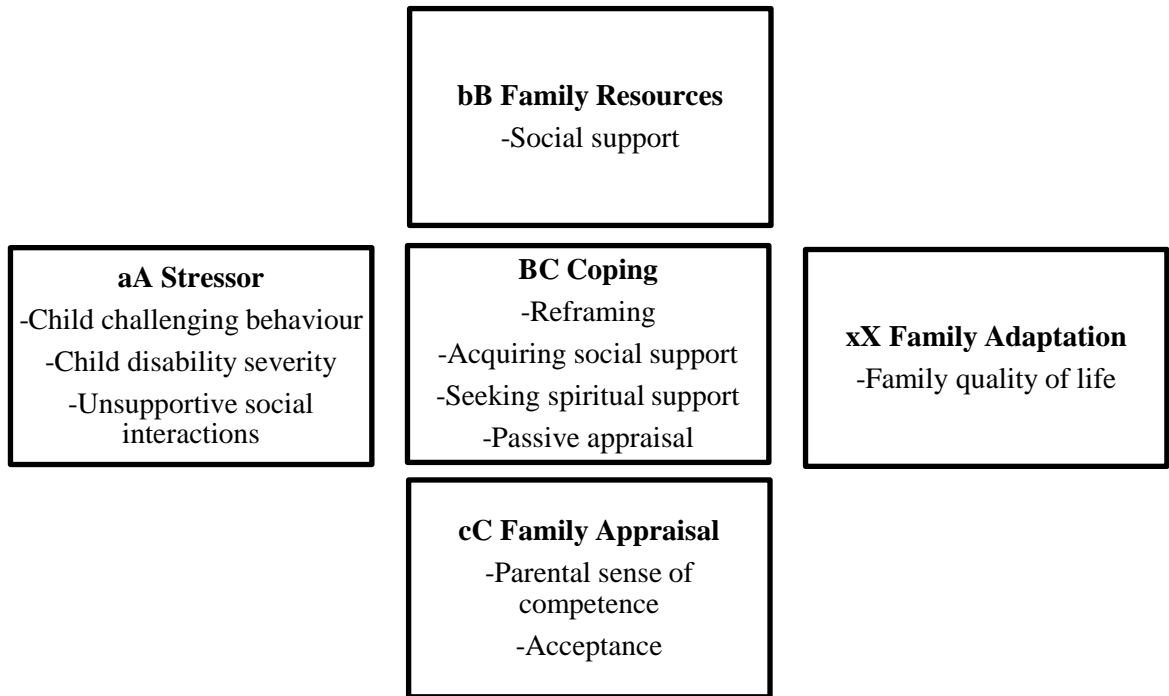 bB Family Resources
-Social support
aA Stressor
-Child challenging behaviour
-Child disability severity
-Unsupportive social
interactions
BC Coping
-Reframing
-Acquiring social support
-Seeking spiritual support
-Passive appraisal
xX Family Adaptation
-Family quality of life
cC Family Appraisal
-Parental sense of
competence
-Acceptance